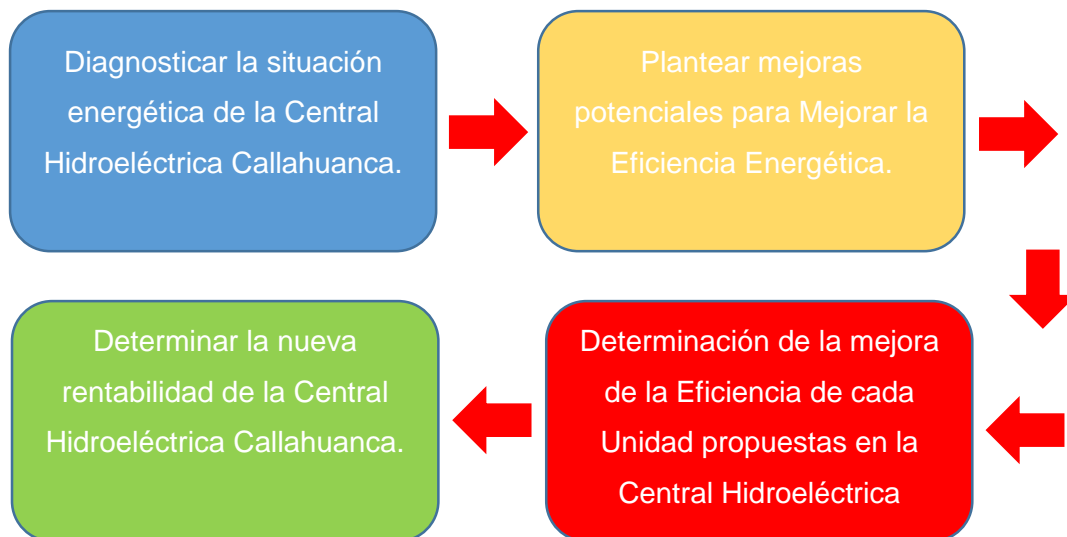 Diagnosticar la situación
energética de la Central
Hidroeléctrica Callahuanca.
Plantear mejoras
potenciales para Mejorar la
Eficiencia Energética.
Determinación de la mejora
de la Eficiencia de cada
Unidad propuestas en la
Central Hidroeléctrica
Determinar la nueva
rentabilidad de la Central
Hidroeléctrica Callahuanca.